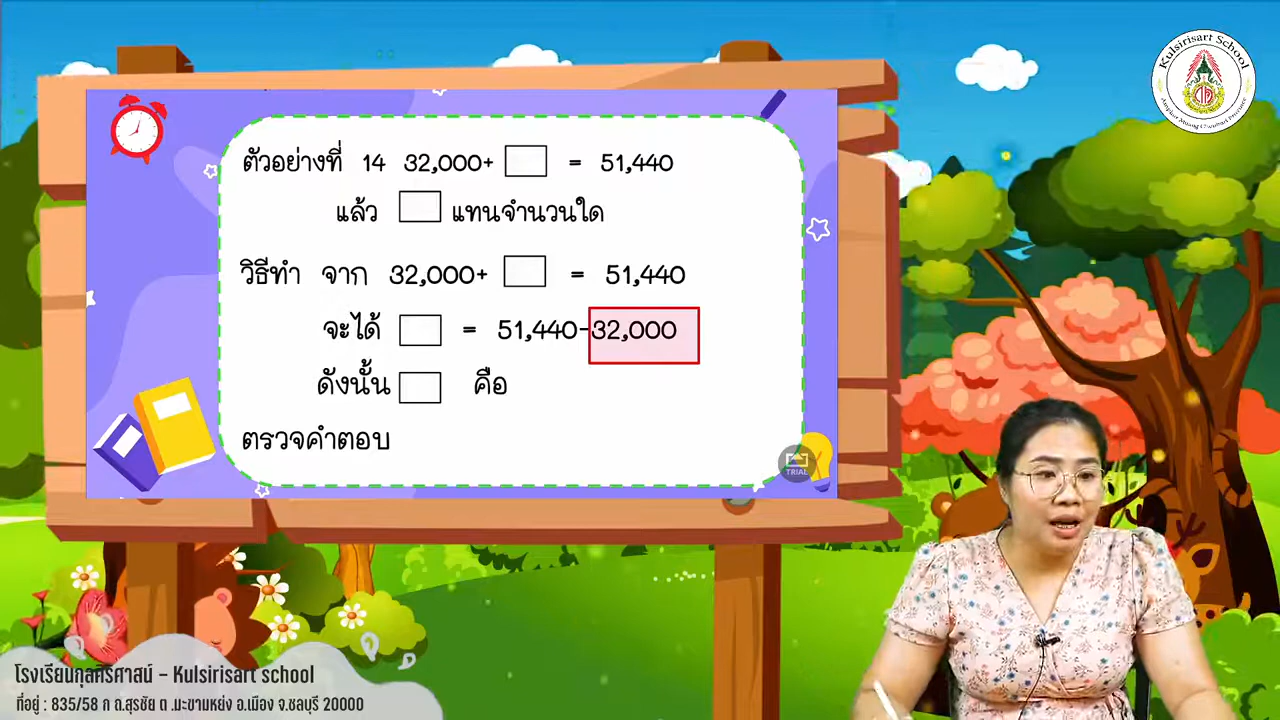 Kulsirisart School
ตัวอย่างที่ 14 32,000+ = 51,440
แล้ว แทนจำนวนใด
วิธีทำ จาก 32,000+ = 51,440
จะได้ = 51,440-32,000
ดังนั้น คือ
ตรวจคำตอบ
TRIAL
โรงเรียนกุลศิริศาสน์ - Kulsirisart school
ที่อยู่ : 835/58 ก ถ.สุรชัย ต .มะขามหย่ง อ.เมือง จ.ชลบุรี 20000